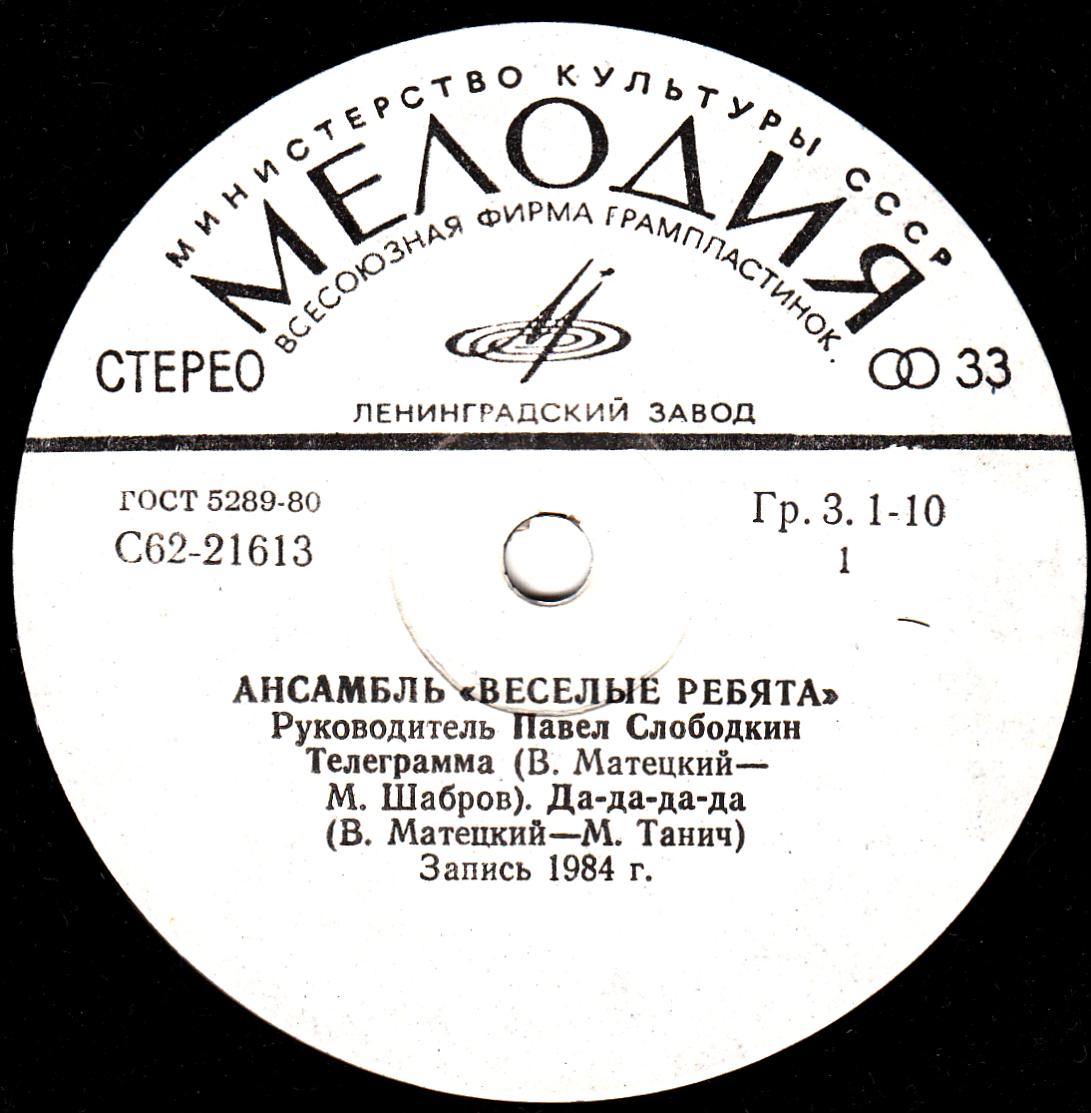 МИНИСТЕРСТВО КУЛЬТУРЫ СССР
МЕЛОДИЯ
ВСЕСОЮЗНАЯ ФИРМА ГРАМПЛАСТИНОК.
СТЕРЕО
33
ЛЕНИНГРАДСКИЙ ЗАВОД
ГОСТ 5289-80
Гр. 3. 1-10
С62-21613
1
АНСАМБЛЬ «ВЕСЕЛЫЕ РЕБЯТА»
Руководитель Павел Слободкин
Телеграмма (В. Матецкий—
М. Шабров). Да-да-да-да
(В. Матецкий—М. Танич)
Запись 1984 г.